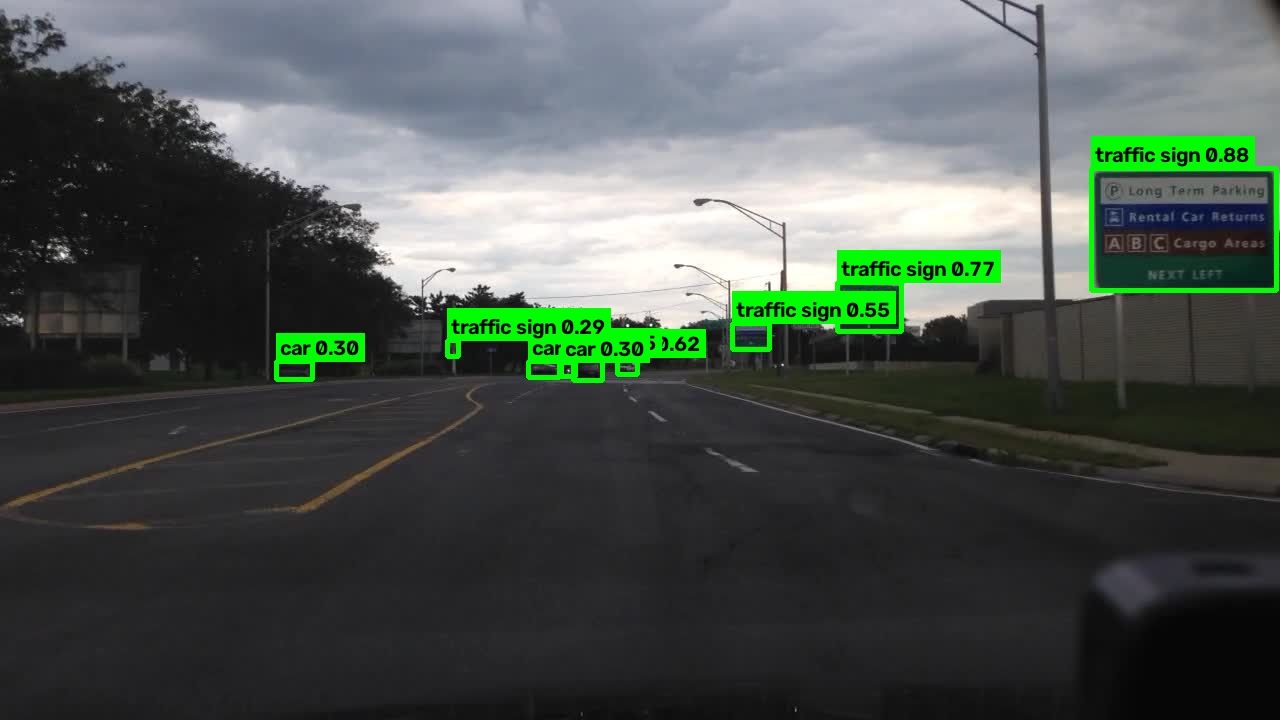 traffic sign 0.88
P Long Term Parking
Rental Car Returns
A B C Cargo Areas
NEXT LEFT
traffic sign 0.77
traffic sign 0.55
traffic sign 0.29
car 0.30
car
car 0.30
0.62